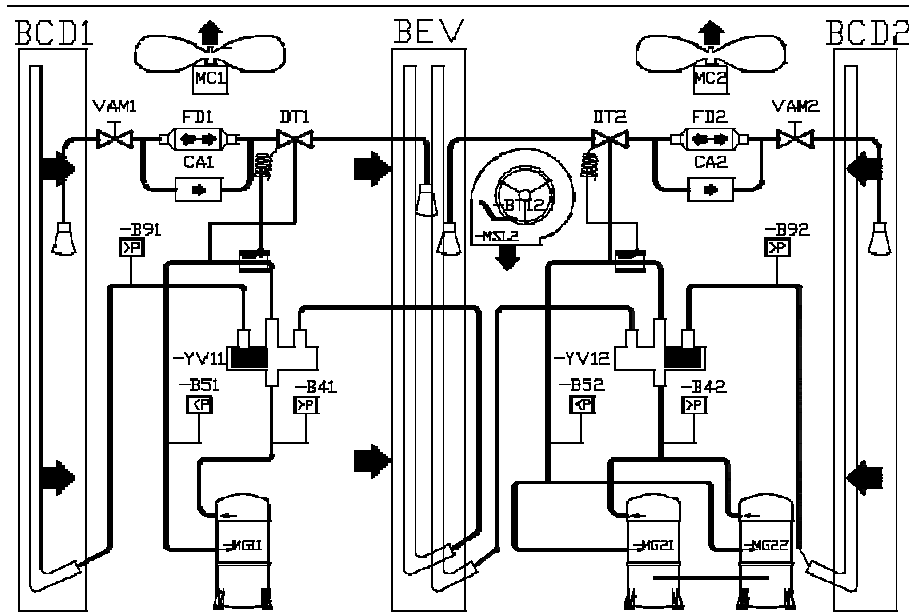 BCD1
BEV
BCD2
MC1
MC2
VAM1
FD1
DT1
DT2
FD2
VAM2
CA1
CA2
-BT12
-MSL2
-B91
>P
-B92
>P
-YV11
-YV12
-B51
<P
-B41
>P
-B52
<P
-B42
>P
MG11
MG21
MG22